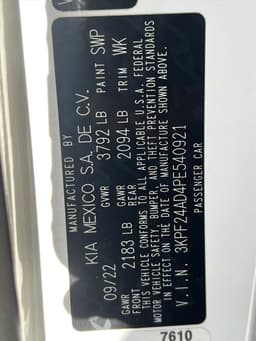 MANUFACTURED BY
KIA MEXICO S.A. DE C.V.
09/22 GVWR 3792 LB PAINT SWP
GAWR FRONT 2183 LB GAWR REAR 2094 LB TRIM WK
THIS VEHICLE CONFORMS TO ALL APPLICABLE U.S.A. FEDERAL
MOTOR VEHICLE SAFETY, BUMPER, AND THEFT PREVENTION STANDARDS
IN EFFECT ON THE DATE OF MANUFACTURE SHOWN ABOVE.
V.I.N. 3KPF24AD4PE540921
PASSENGER CAR
7610